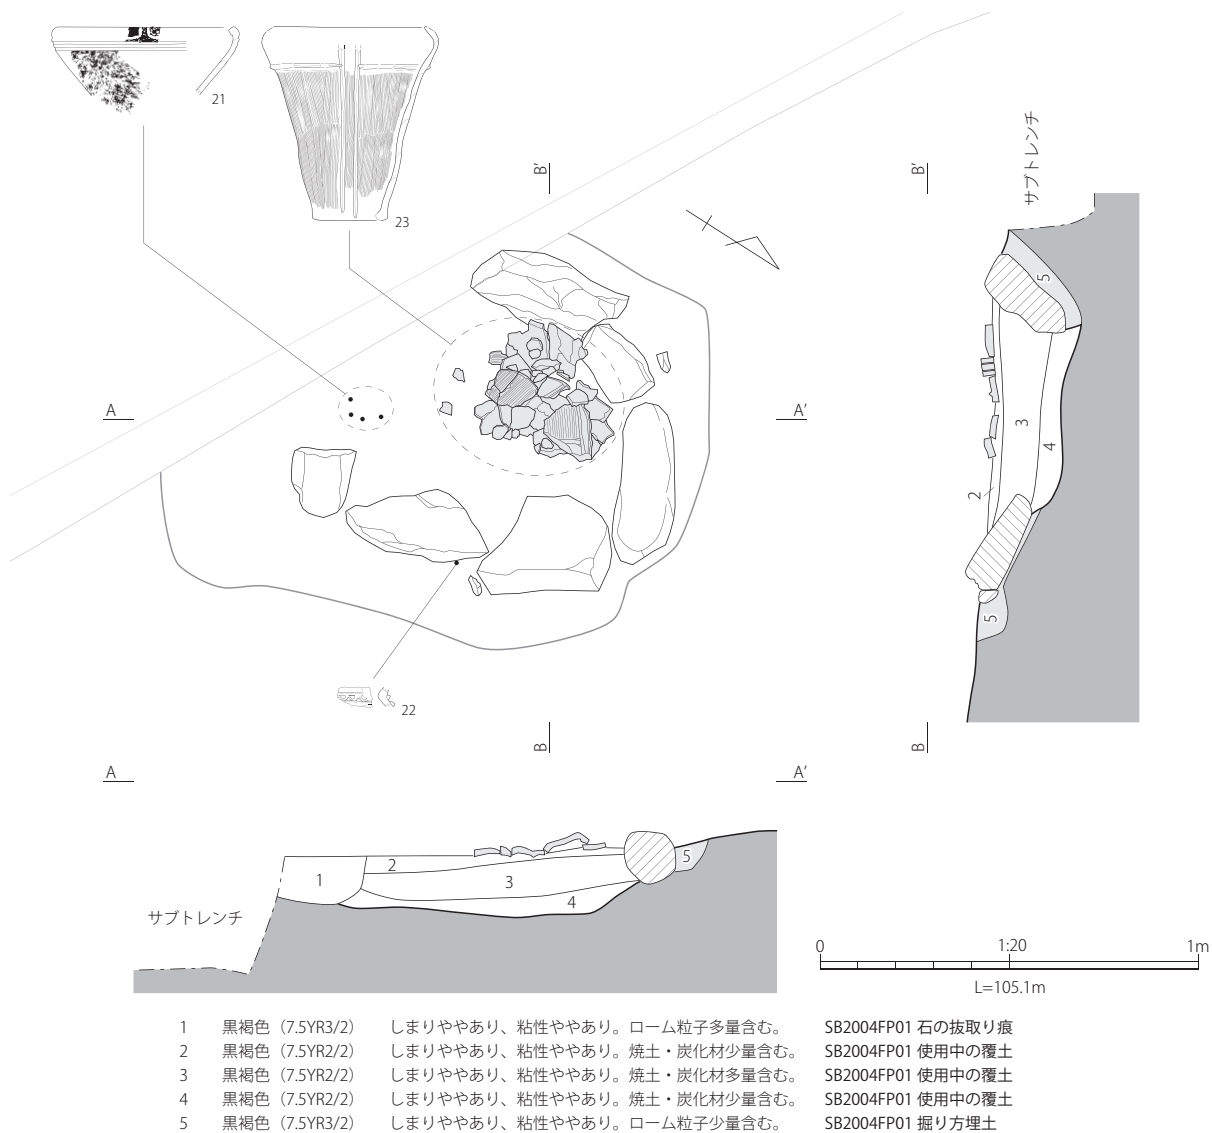 21
23
サブトレンチ
B'
B'
5
A
A'
3
4
2
5
22
B
B
A
A'
2
5
1
3
4
サブトレンチ
0 1:20 1m
L=105.1m
1 黒褐色（7.5YR3/2） しまりややあり、粘性ややあり。ローム粒子多量含む。 SB2004FP01 石の抜取り痕
2 黒褐色（7.5YR2/2） しまりややあり、粘性ややあり。焼土・炭化材少量含む。 SB2004FP01 使用中の覆土
3 黒褐色（7.5YR2/2） しまりややあり、粘性ややあり。焼土・炭化材多量含む。 SB2004FP01 使用中の覆土
4 黒褐色（7.5YR2/2） しまりややあり、粘性ややあり。焼土・炭化材少量含む。 SB2004FP01 使用中の覆土
5 黒褐色（7.5YR3/2） しまりややあり、粘性ややあり。ローム粒子少量含む。 SB2004FP01 掘り方埋土